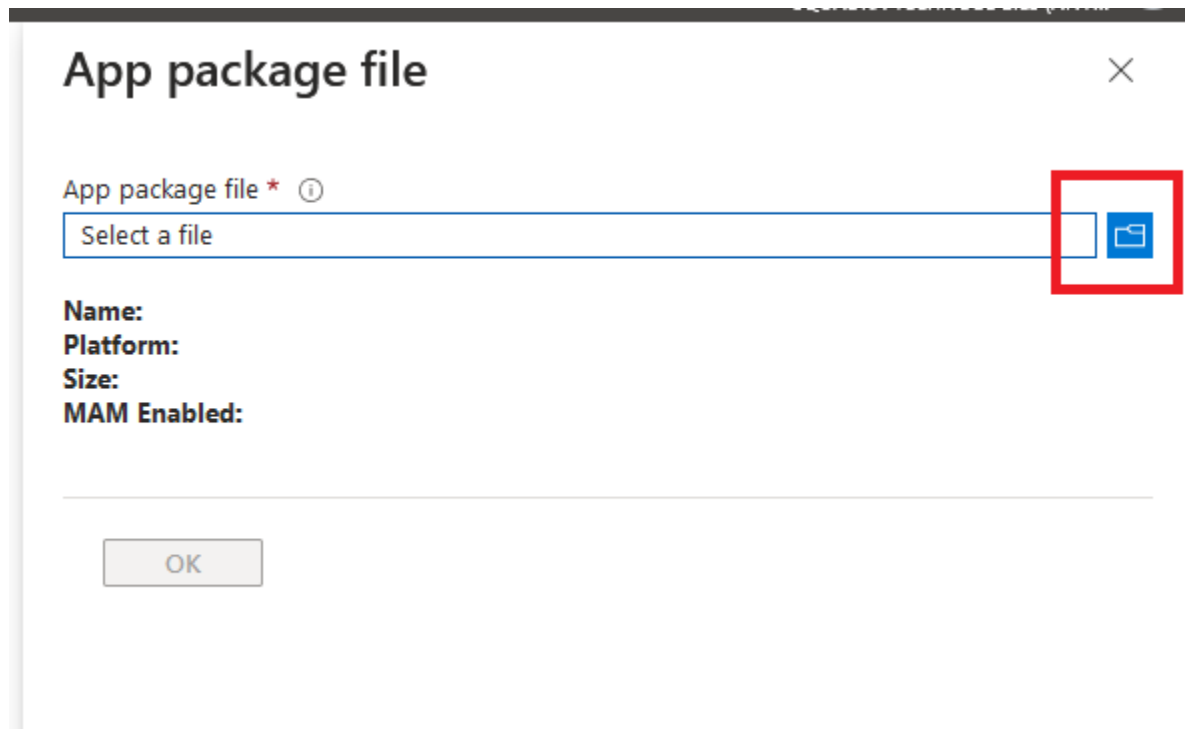 App package file
App package file *
Select a file
Name:
Platform:
Size:
MAM Enabled:
OK